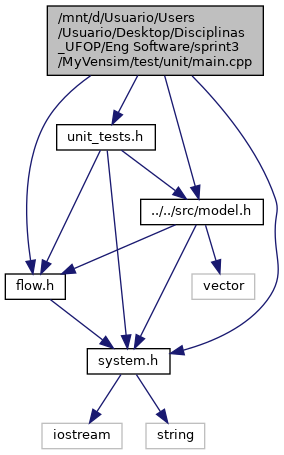 /mnt/d/Usuario/Users
/Usuario/Desktop/Disciplinas
_UFOP/Eng Software/sprint3
/MyVensim/test/unit/main.cpp
unit_tests.h
../../src/model.h
flow.h
vector
system.h
iostream
string